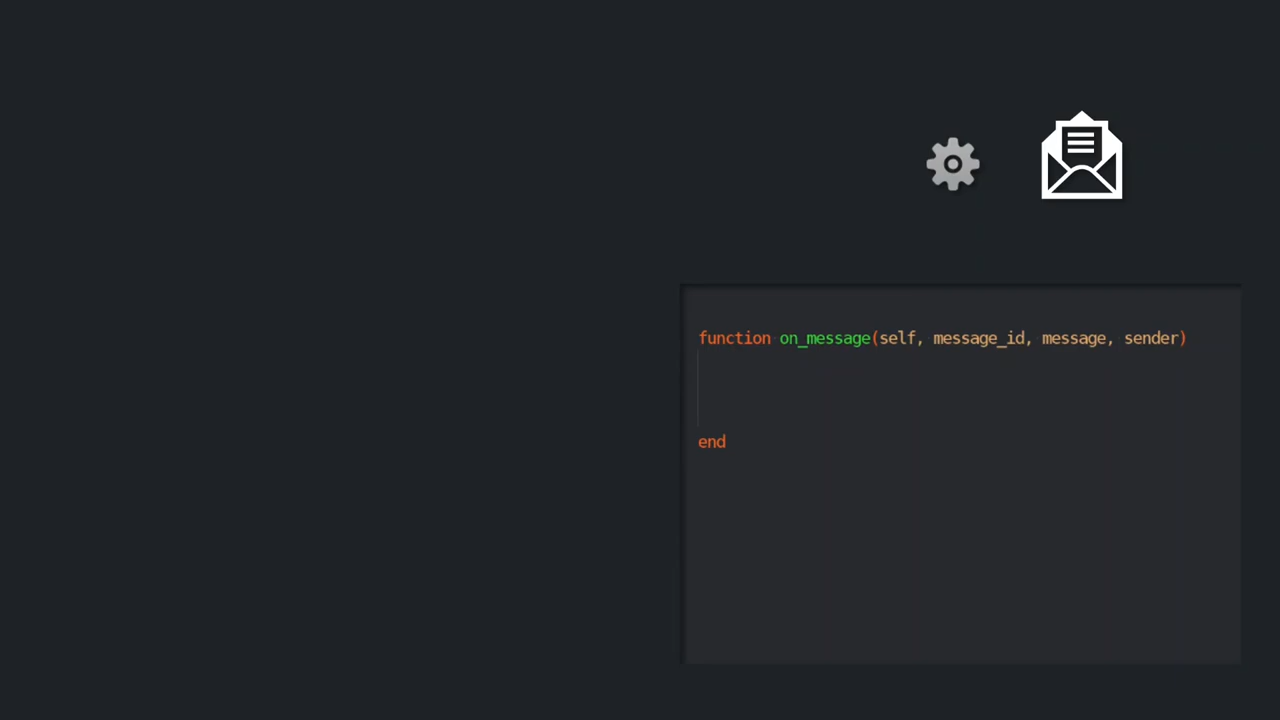 function on_message(self, message_id, message, sender)
end